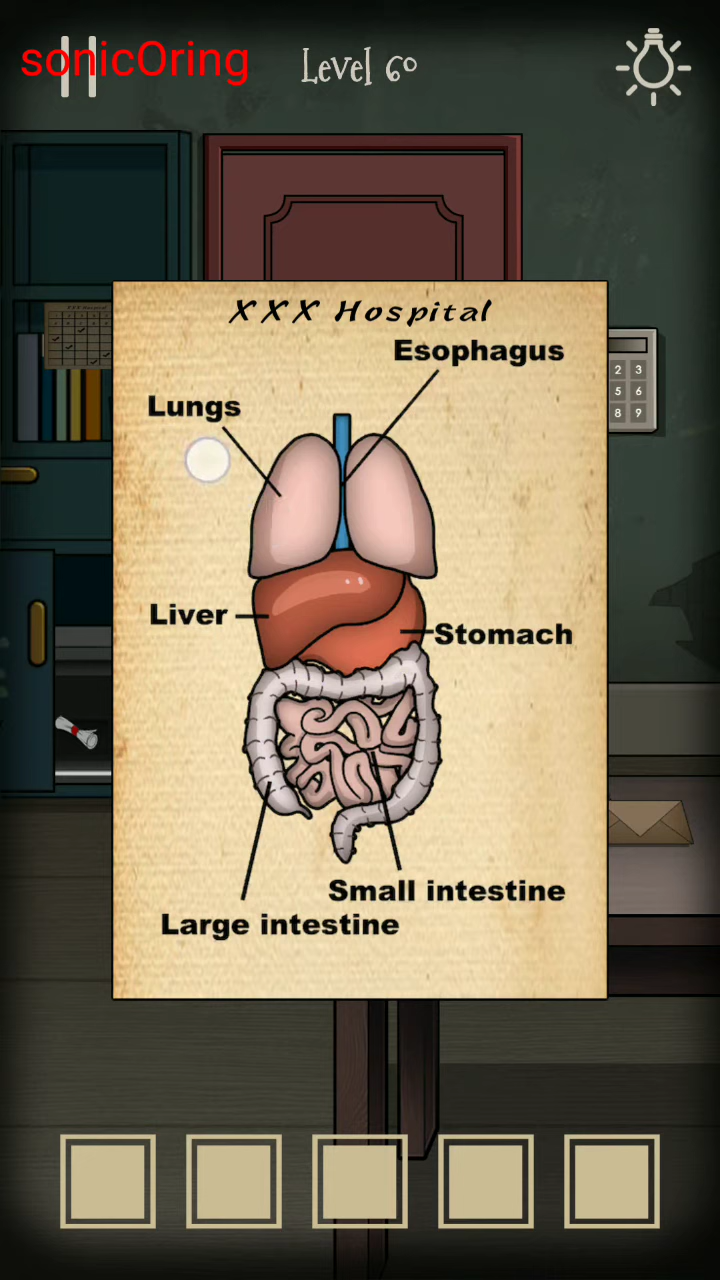 sonicOring
Level 60
XXX Hospital
Esophagus
Lungs
2 3
5 6
8 9
Liver
Stomach
Small intestine
Large intestine